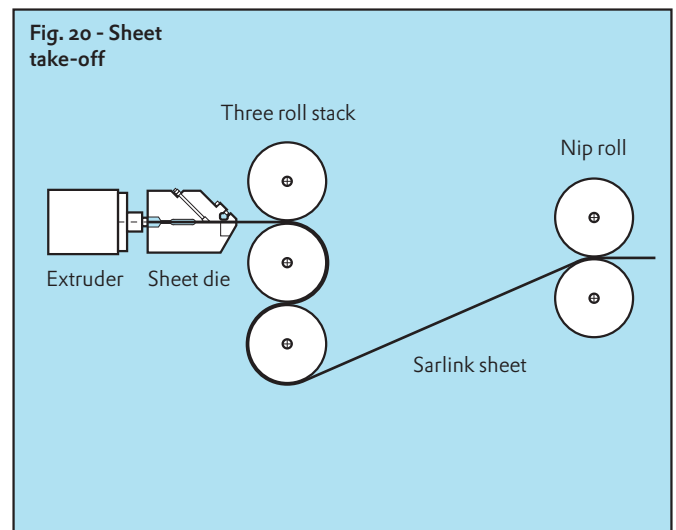 Fig. 20 - Sheet
take-off
Three roll stack
Nip roll
Extruder
Sheet die
Sarlink sheet